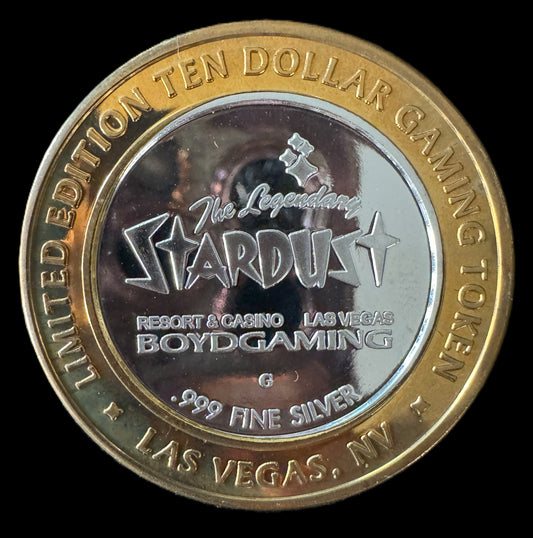 LIMITED EDITION TEN DOLLAR GAMING TOKEN
The Legendary
STARDUST
RESORT & CASINO LAS VEGAS
BOYDGAMING
G
.999 FINE SILVER
LAS VEGAS, NV